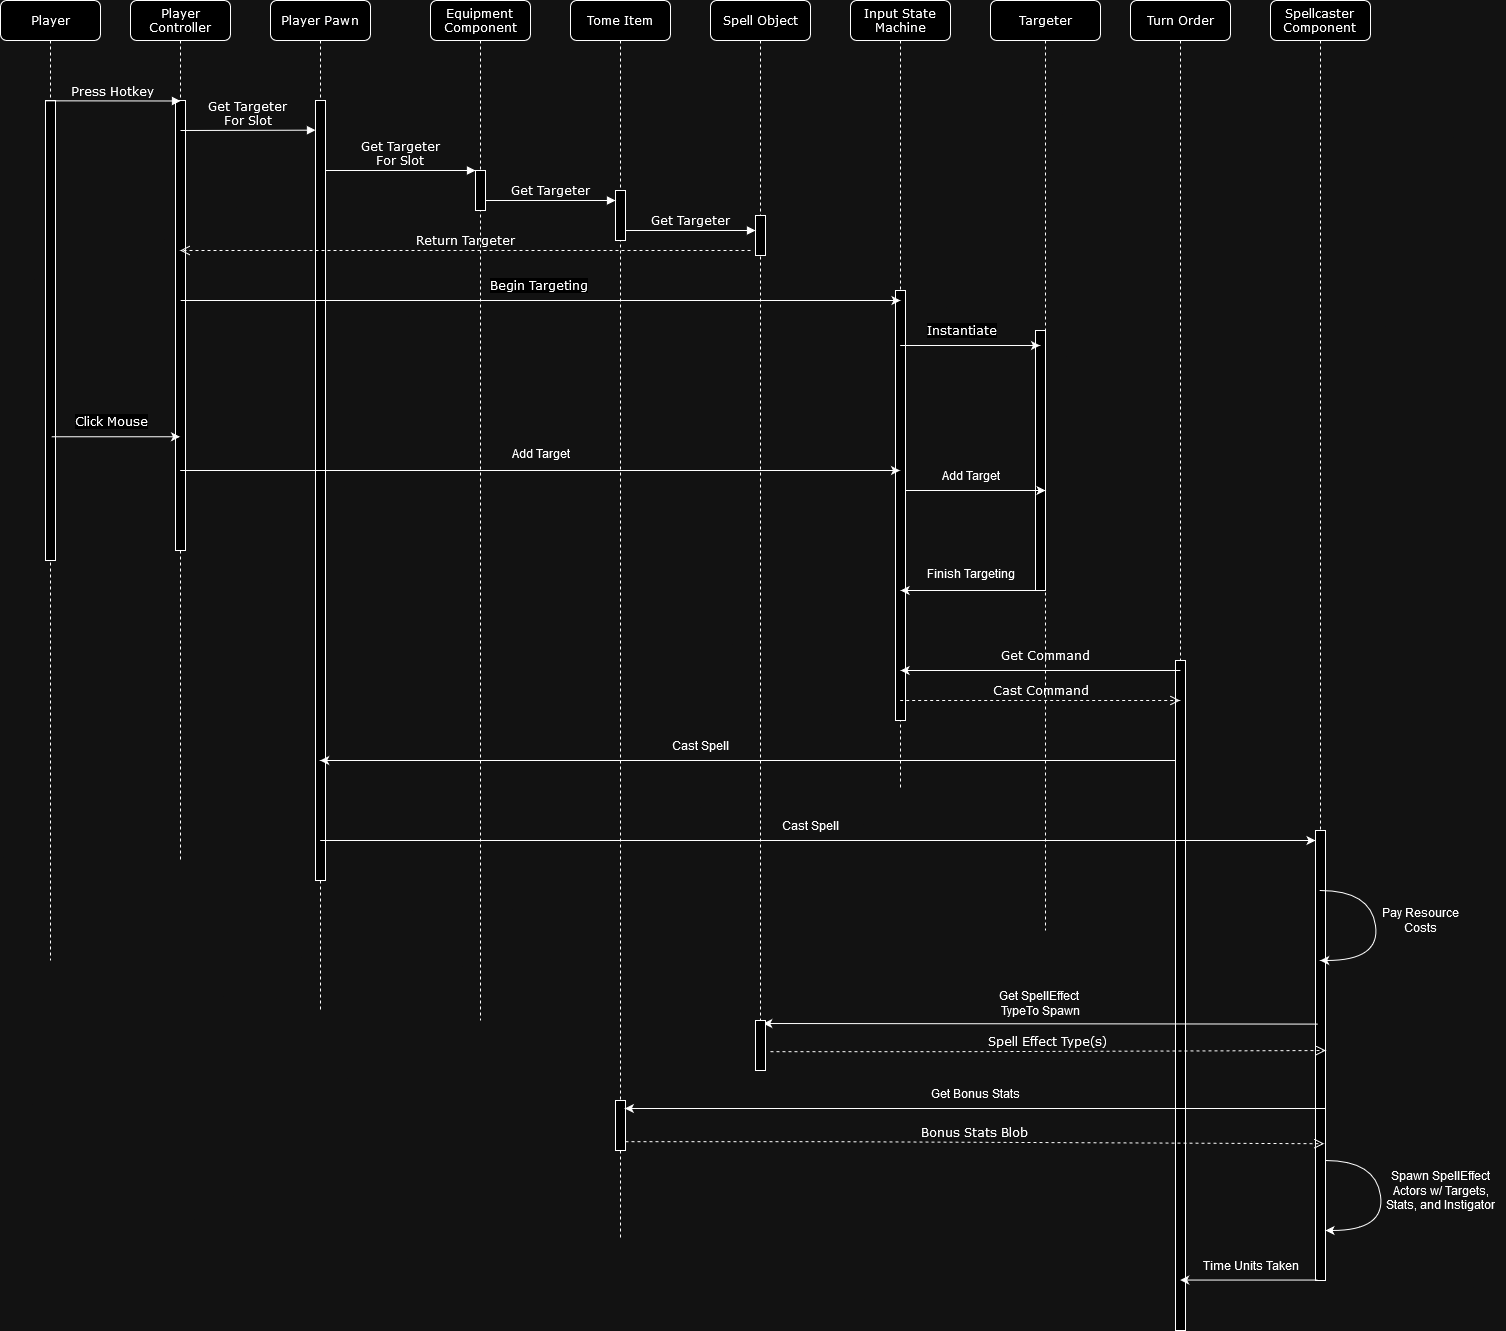 Player
Player
Controller
Player Pawn
Equipment
Component
Tome Item
Spell Object
Input State
Machine
Targeter
Turn Order
Spellcaster
Component
Press Hotkey
Get Targeter
For Slot
Get Targeter
For Slot
Get Targeter
Get Targeter
Return Targeter
Begin Targeting
Instantiate
Click Mouse
Add Target
Add Target
Finish Targeting
Get Command
Cast Command
Cast Spell
Cast Spell
Pay Resource
Costs
Get SpellEffect
TypeTo Spawn
Spell Effect Type(s)
Get Bonus Stats
Bonus Stats Blob
Spawn SpellEffect
Actors w/ Targets,
Stats, and Instigator
Time Units Taken